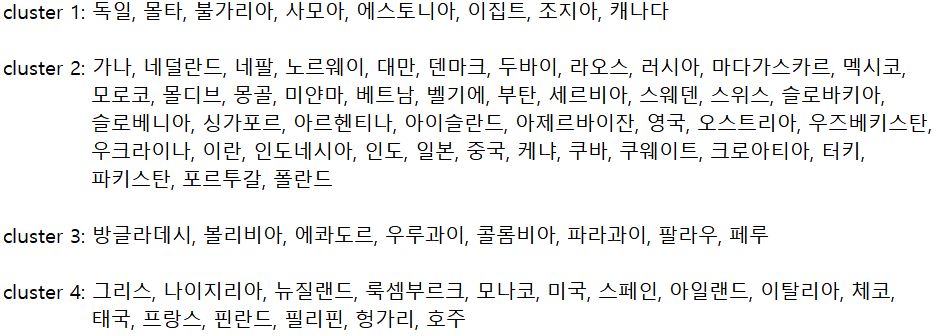 cluster 1: 독일, 몰타, 불가리아, 사모아, 에스토니아, 이집트, 조지아, 캐나다
cluster 2: 가나, 네덜란드, 네팔, 노르웨이, 대만, 덴마크, 두바이, 라오스, 러시아, 마다가스카르, 멕시코,
모로코, 몰디브, 몽골, 미얀마, 베트남, 벨기에, 부탄, 세르비아, 스웨덴, 스위스, 슬로바키아,
슬로베니아, 싱가포르, 아르헨티나, 아이슬란드, 아제르바이잔, 영국, 오스트리아, 우즈베키스탄,
우크라이나, 이란, 인도네시아, 인도, 일본, 중국, 케냐, 쿠바, 쿠웨이트, 크로아티아, 터키,
파키스탄, 포르투갈, 폴란드
cluster 3: 방글라데시, 볼리비아, 에콰도르, 우루과이, 콜롬비아, 파라과이, 팔라우, 페루
cluster 4: 그리스, 나이지리아, 뉴질랜드, 룩셈부르크, 모나코, 미국, 스페인, 아일랜드, 이탈리아, 체코,
태국, 프랑스, 핀란드, 필리핀, 헝가리, 호주